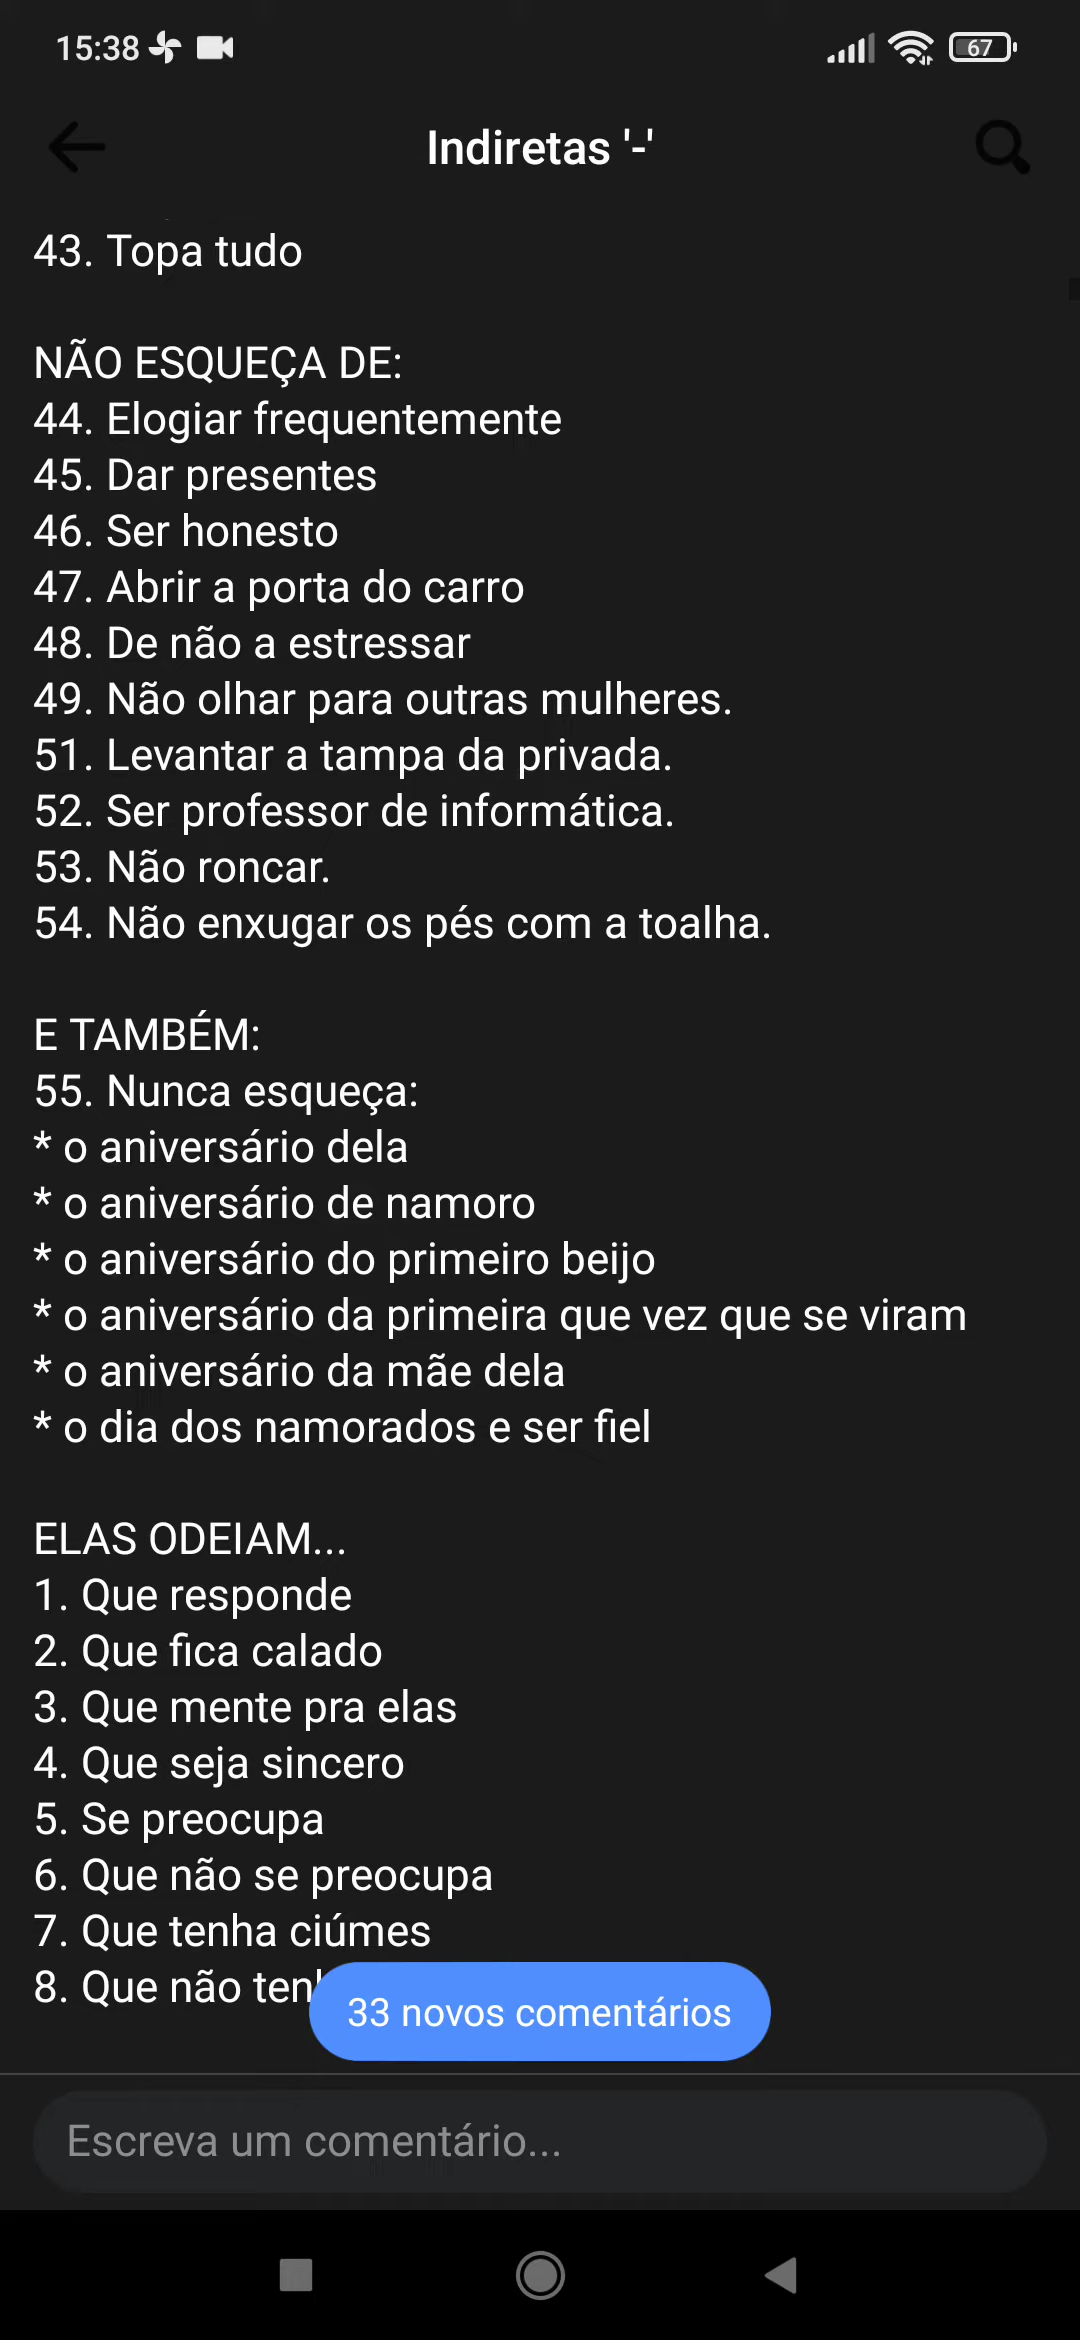 15:38
67
Indiretas '-'
43. Topa tudo
NÃO ESQUEÇA DE:
44. Elogiar frequentemente
45. Dar presentes
46. Ser honesto
47. Abrir a porta do carro
48. De não a estressar
49. Não olhar para outras mulheres.
51. Levantar a tampa da privada.
52. Ser professor de informática.
53. Não roncar.
54. Não enxugar os pés com a toalha.
E TAMBÉM:
55. Nunca esqueça:
* o aniversário dela
* o aniversário de namoro
* o aniversário do primeiro beijo
* o aniversário da primeira que vez que se viram
* o aniversário da mãe dela
* o dia dos namorados e ser fiel
ELAS ODEIAM...
1. Que responde
2. Que fica calado
3. Que mente pra elas
4. Que seja sincero
5. Se preocupa
6. Que não se preocupa
7. Que tenha ciúmes
8. Que não
33 novos comentários
Escreva um comentário...